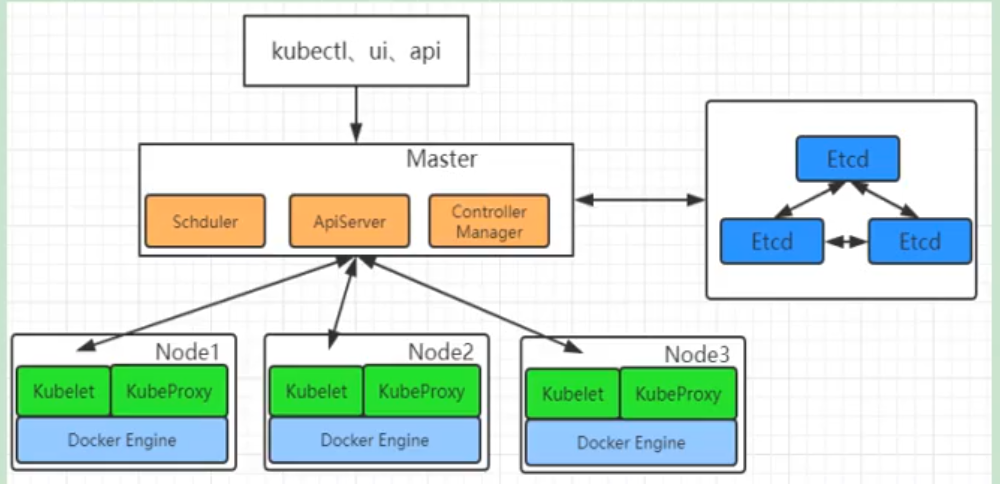 kubectl、ui、api
Master
Schduler
ApiServer
Controller
Manager
Etcd
Etcd
Etcd
Node1
Kubelet
KubeProxy
Docker Engine
Node2
Kubelet
KubeProxy
Docker Engine
Node3
Kubelet
KubeProxy
Docker Engine